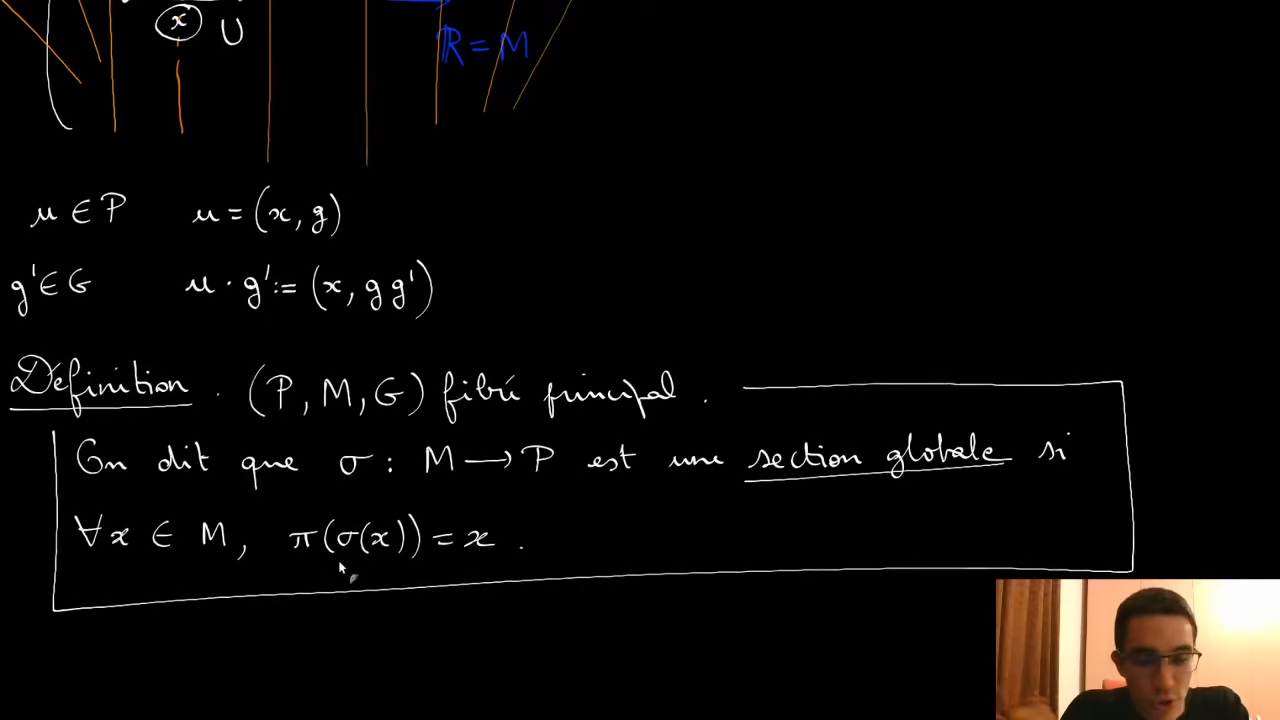 x U
ℝ = M
u ∈ P u = (x, g)
g' ∈ G u · g' := (x, g g')
Définition . (P, M, G) fibré principal .
On dit que σ : M → P est une section globale si
∀x ∈ M, π(σ(x)) = x .